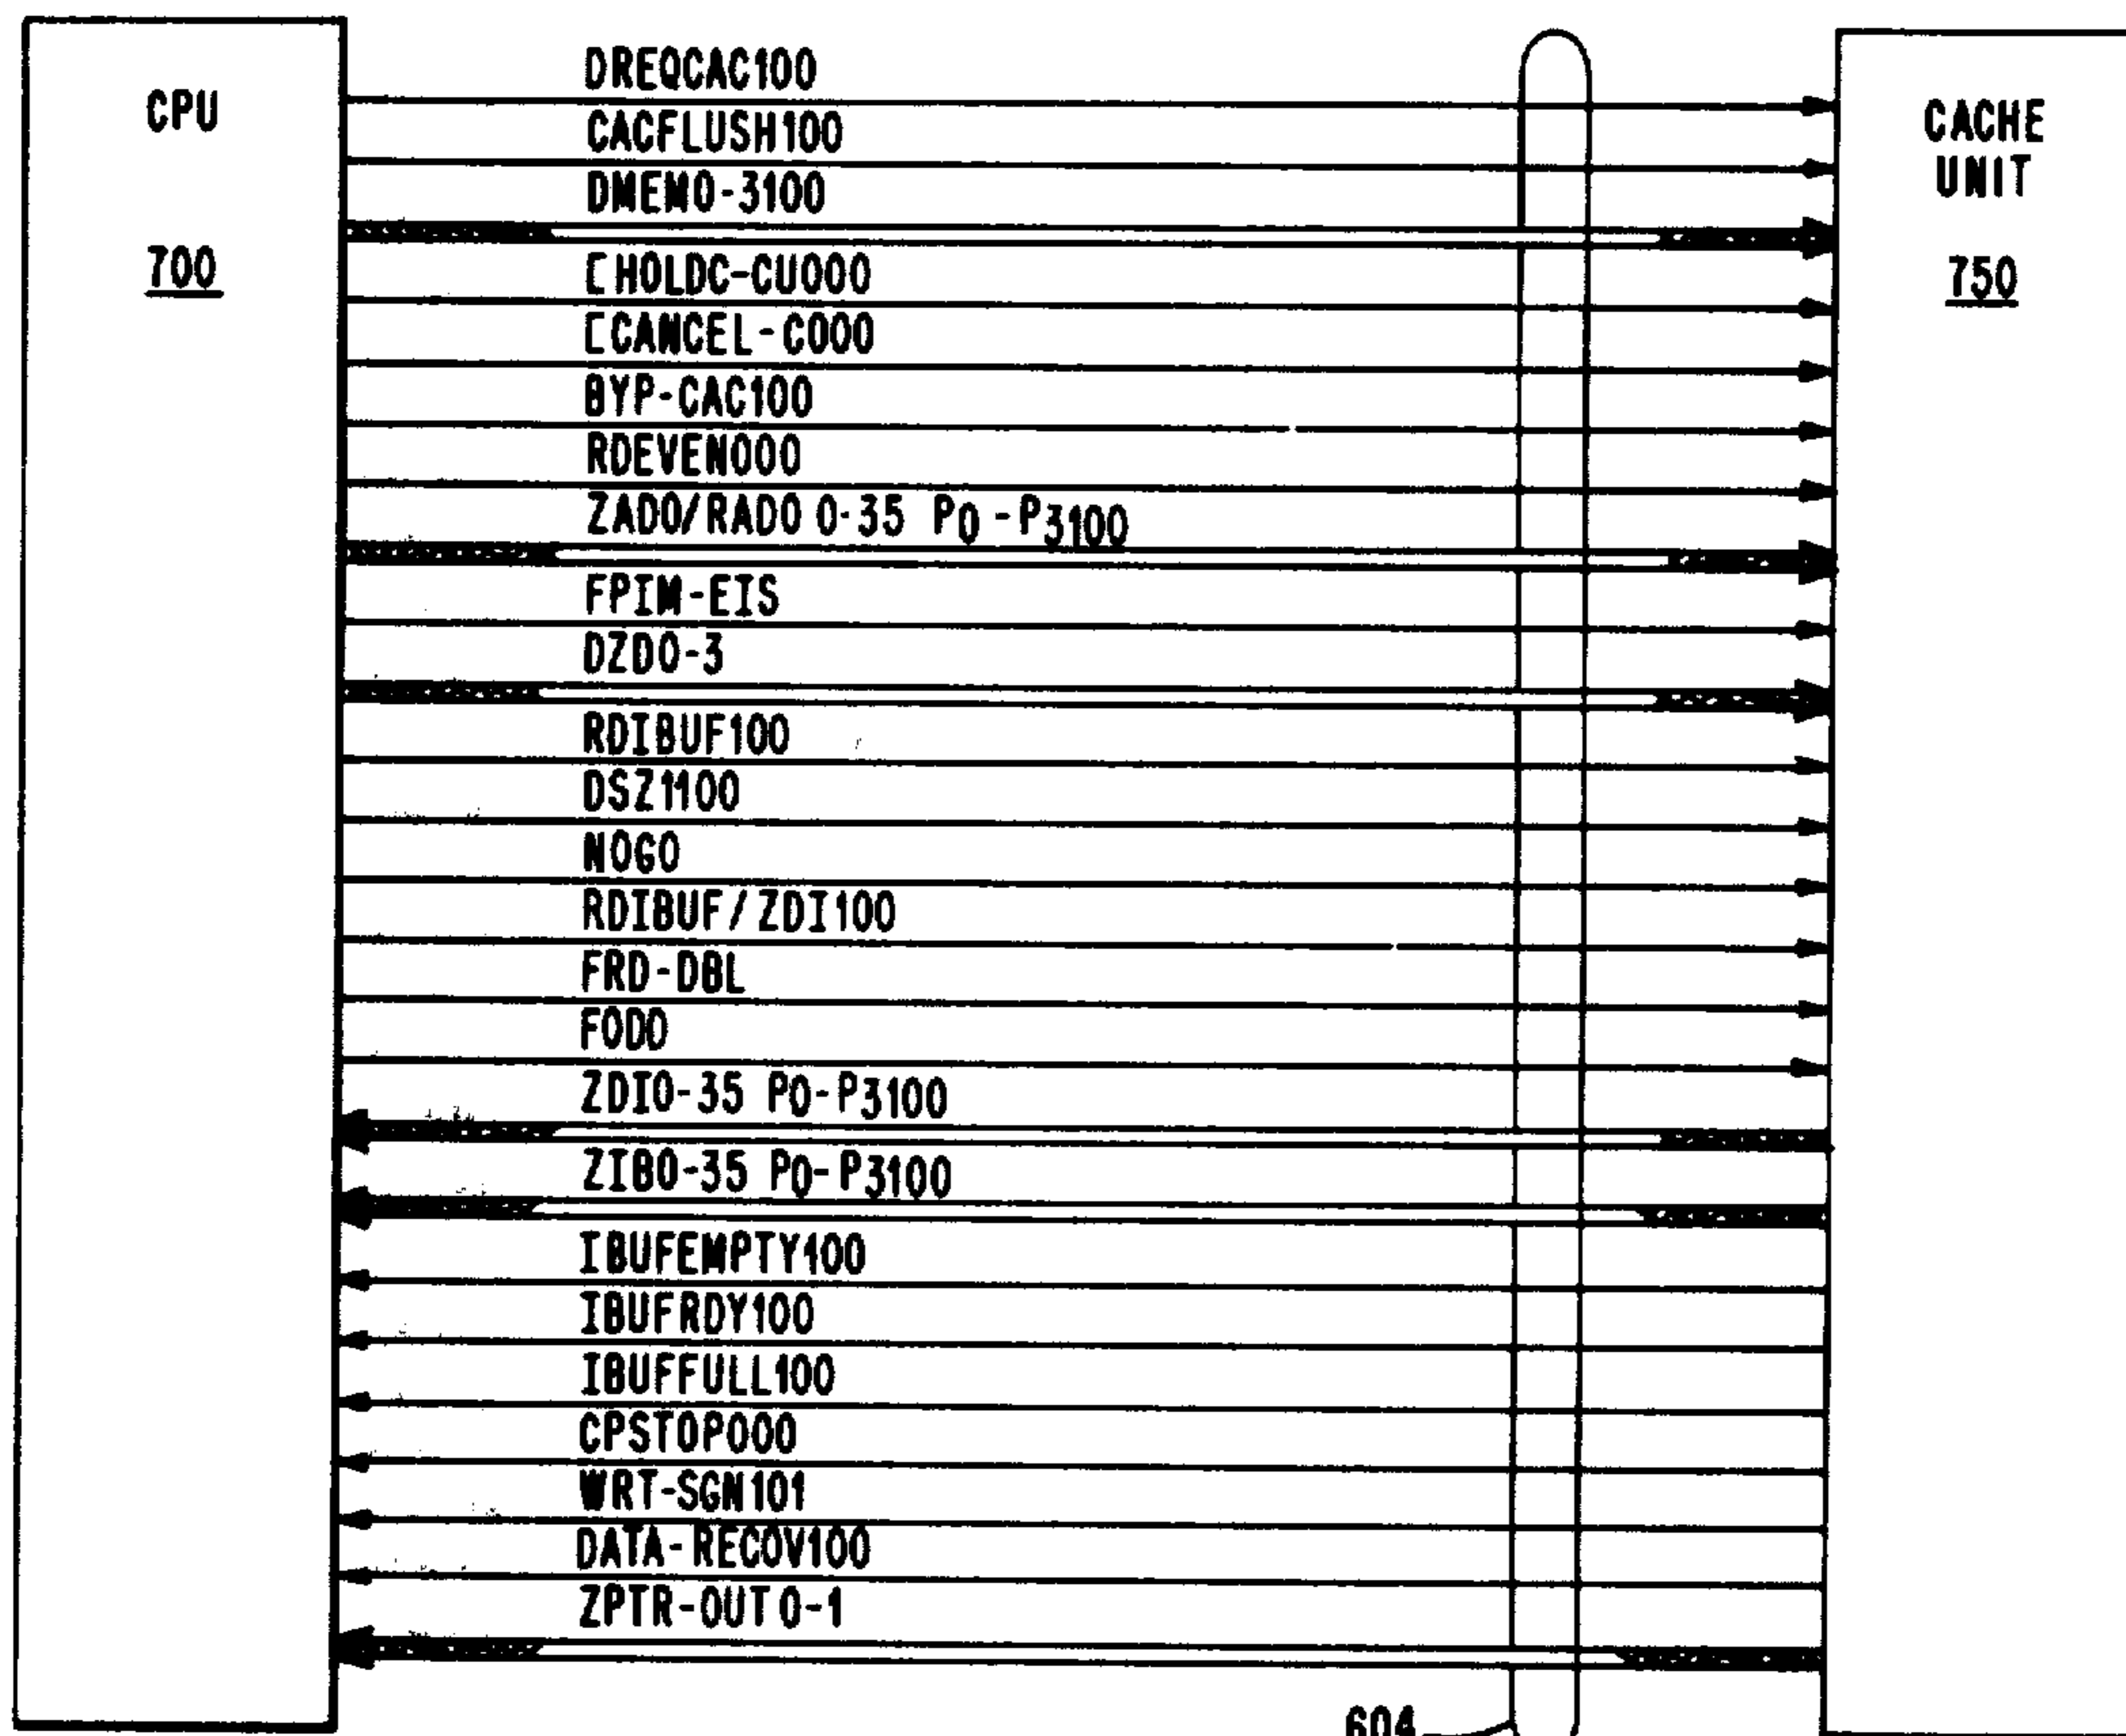 CPU
700
DREQCAC100
CACFLUSH100
DMEM0-3100
[HOLDC-CU000
[CANCEL-C000
BYP-CAC100
RDEVEN000
ZADO/RADO 0-35 P0-P3100
FPIM-EIS
DZD0-3
RDIBUF100
DSZ1100
NOGO
RDIBUF/ZDI100
FRD-DBL
FODO
ZDI0-35 P0-P3100
ZIB0-35 P0-P3100
IBUFEMPTY100
IBUFRDY100
IBUFFULL100
CPSTOP000
WRT-SGN101
DATA-RECOV100
ZPTR-OUT 0-1
CACHE
UNIT
750
604